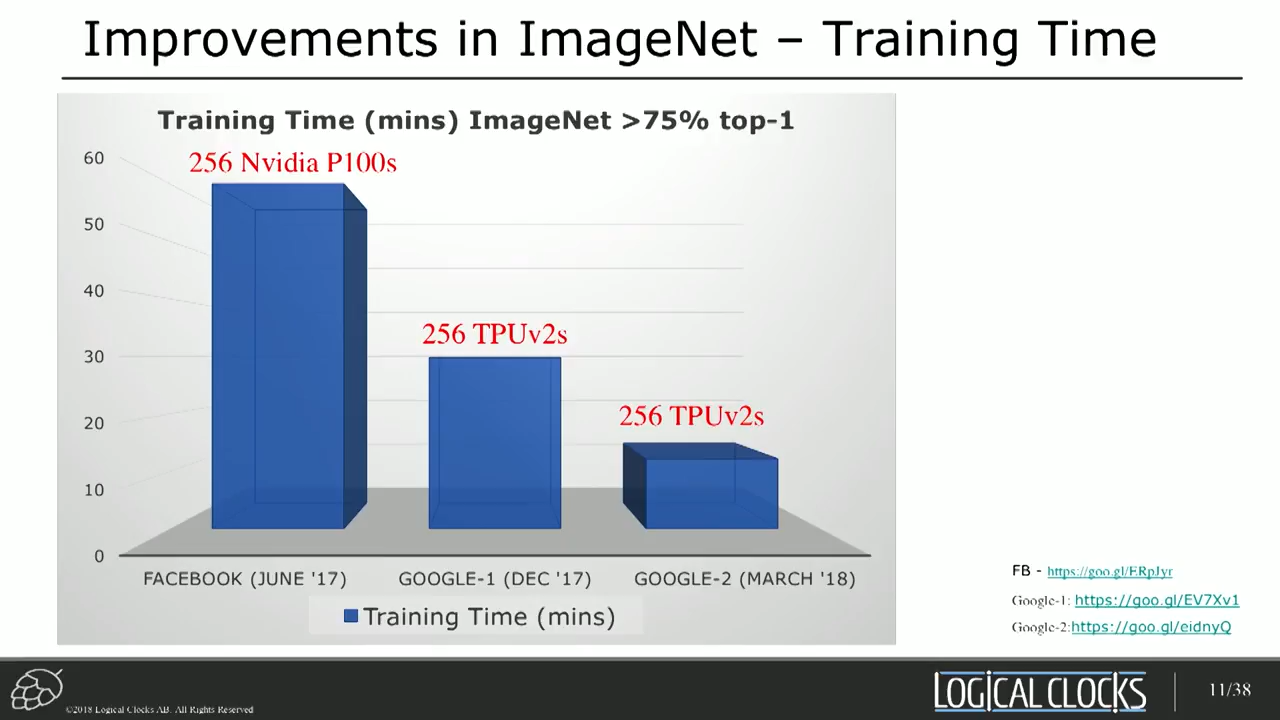 Improvements in ImageNet – Training Time
Training Time (mins) ImageNet >75% top-1
60
50
40
30
20
10
0
256 Nvidia P100s
256 TPUv2s
256 TPUv2s
FACEBOOK (JUNE '17)
GOOGLE-1 (DEC '17)
GOOGLE-2 (MARCH '18)
Training Time (mins)
FB - https://goo.gl/ERpJyr
Google-1: https://goo.gl/EV7Xv1
Google-2:https://goo.gl/eidnyQ
©2018 Logical Clocks AB. All Rights Reserved
LOGICAL CLOCKS
11/38